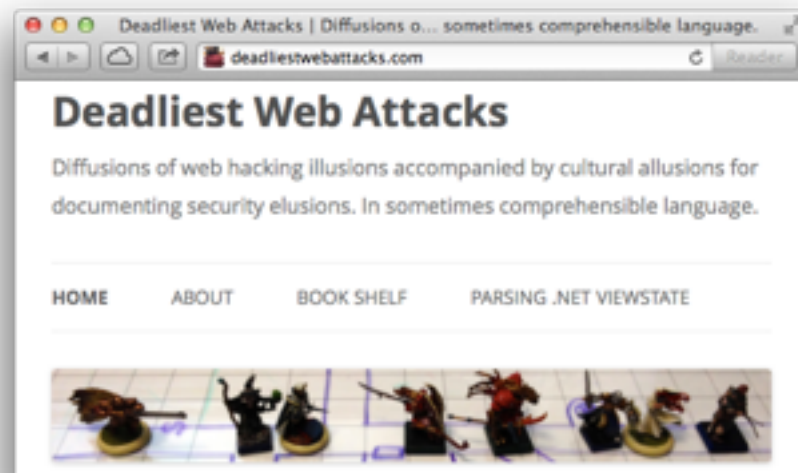 Deadliest Web Attacks | Diffusions o... sometimes comprehensible language.
deadliestwebattacks.com
Reader
Deadliest Web Attacks
Diffusions of web hacking illusions accompanied by cultural allusions for
documenting security elusions. In sometimes comprehensible language.
HOME ABOUT BOOK SHELF PARSING .NET VIEWSTATE